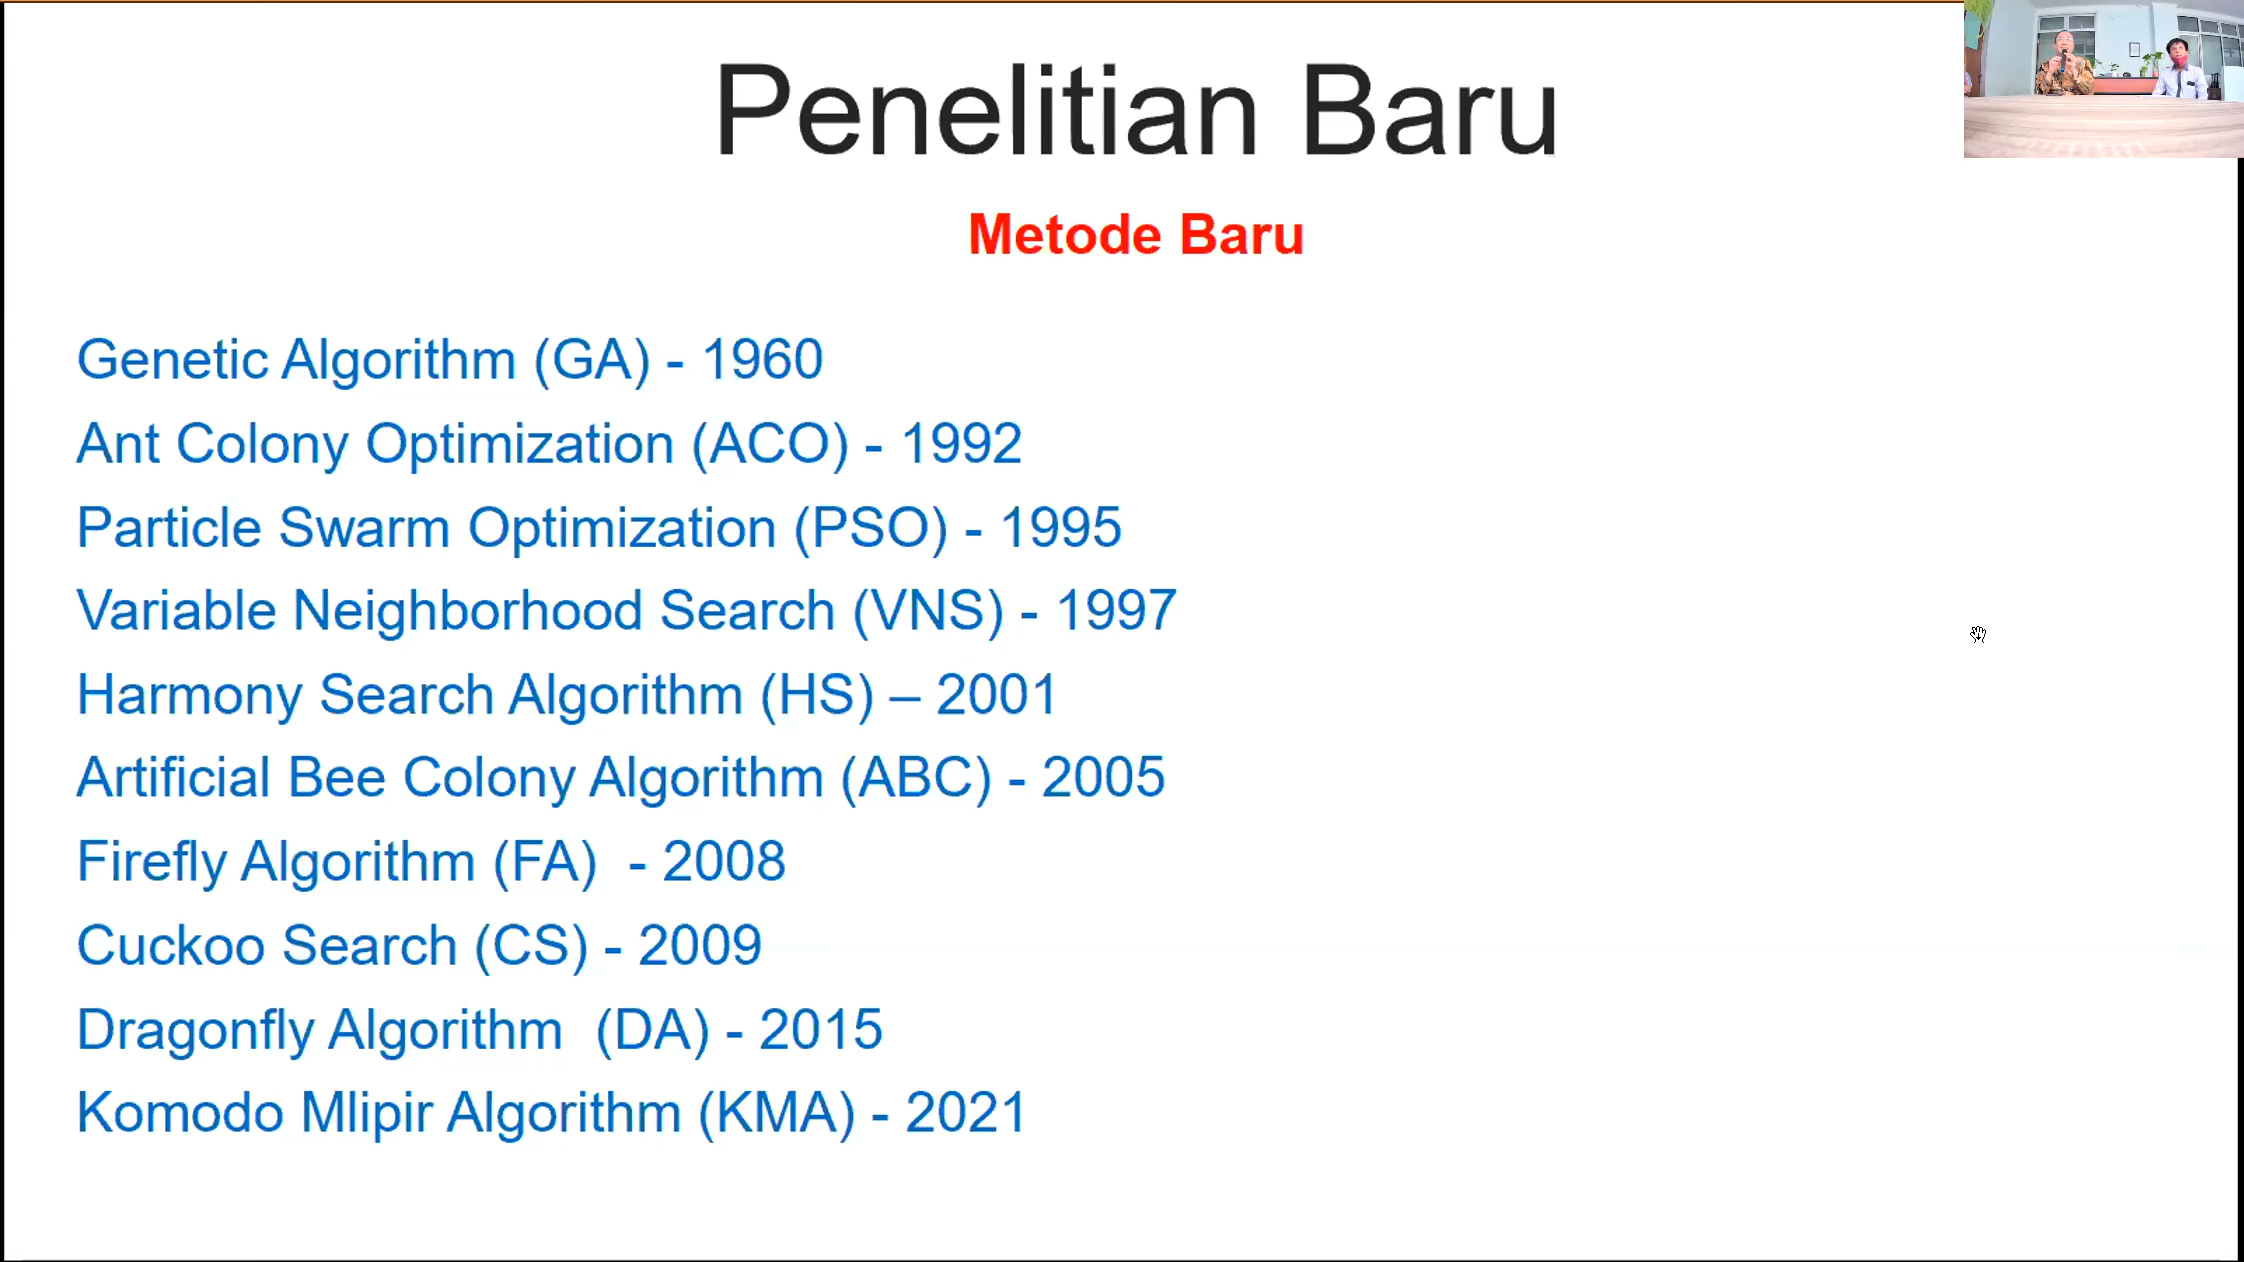 Penelitian Baru
Metode Baru
Genetic Algorithm (GA) - 1960
Ant Colony Optimization (ACO) - 1992
Particle Swarm Optimization (PSO) - 1995
Variable Neighborhood Search (VNS) - 1997
Harmony Search Algorithm (HS) – 2001
Artificial Bee Colony Algorithm (ABC) - 2005
Firefly Algorithm (FA)  - 2008
Cuckoo Search (CS) - 2009
Dragonfly Algorithm  (DA) - 2015
Komodo Mlipir Algorithm (KMA) - 2021